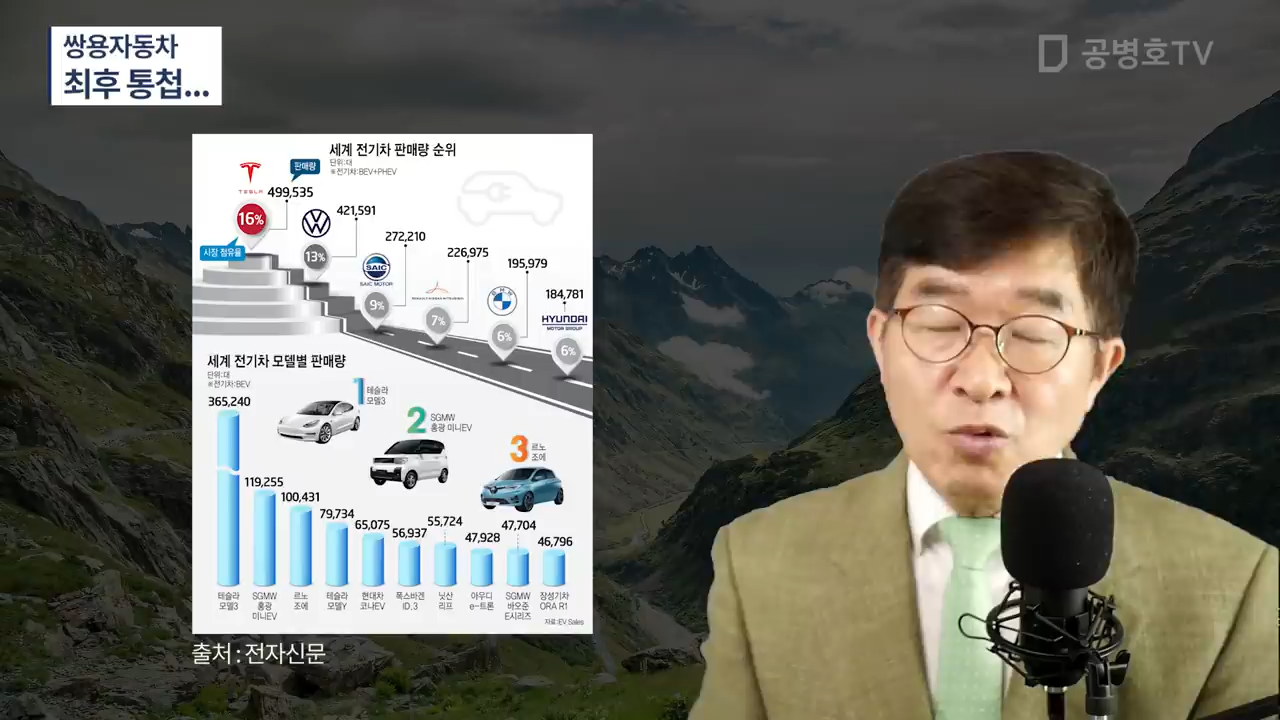 쌍용자동차
최후 통첩...
공병호TV
세계 전기차 판매량 순위
단위:대
※전기차:BEV+PHEV
판매량
TESLA
499,535
16%
시장 점유율
421,591
13%
272,210
SAIC
SAIC MOTOR
9%
226,975
RENAULT NISSAN MITSUBISHI
7%
195,979
BMW
6%
184,781
HYUNDAI
MOTOR GROUP
6%
세계 전기차 모델별 판매량
단위:대
※전기차:BEV
1 테슬라
모델3
2 SGMW
홍광 미니EV
3 르노
조에
365,240
119,255
100,431
79,734
65,075
56,937
55,724
47,928
47,704
46,796
테슬라
모델3
SGMW
홍광
미니EV
르노
조에
테슬라
모델Y
현대차
코나EV
폭스바겐
ID.3
닛산
리프
아우디
e-트론
SGMW
바오준
E시리즈
장성기차
ORA R1
자료:EV Sales
출처 : 전자신문